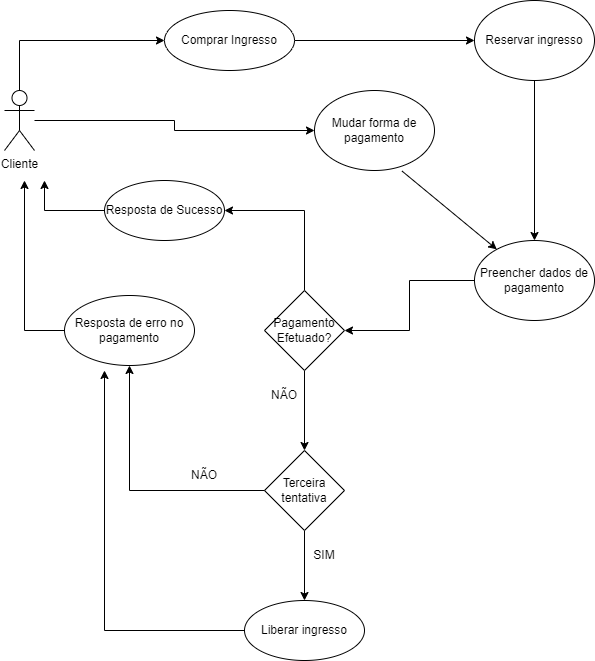 Comprar Ingresso
Reservar ingresso
Mudar forma de
pagamento
Cliente
Resposta de Sucesso
Preencher dados de
pagamento
Resposta de erro no
pagamento
Pagamento
Efetuado?
NÃO
NÃO
Terceira
tentativa
SIM
Liberar ingresso